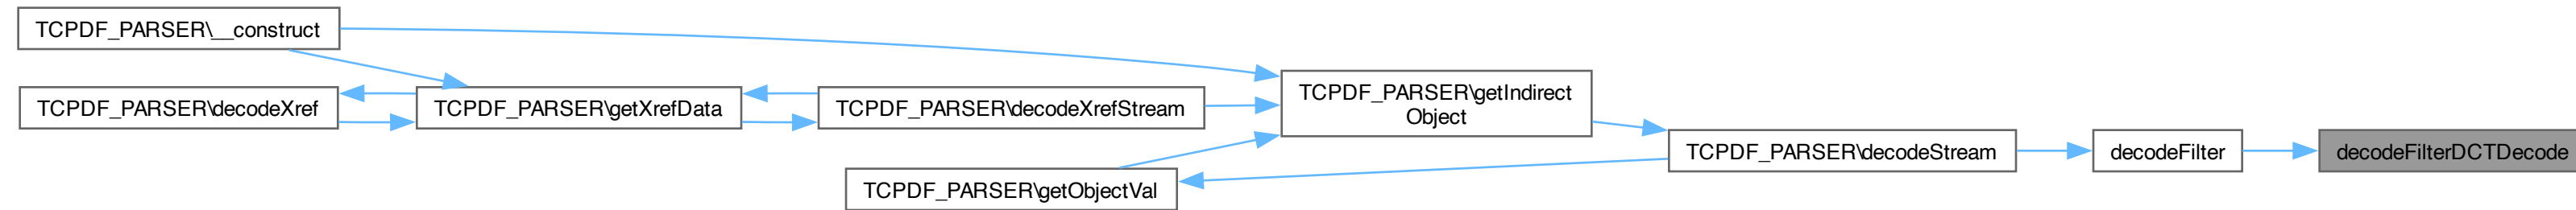 TCPDF_PARSER\__construct
TCPDF_PARSER\decodeXref
TCPDF_PARSER\getXrefData
TCPDF_PARSER\decodeXrefStream
TCPDF_PARSER\getObjectVal
TCPDF_PARSER\getIndirect
Object
TCPDF_PARSER\decodeStream
decodeFilter
decodeFilterDCTDecode